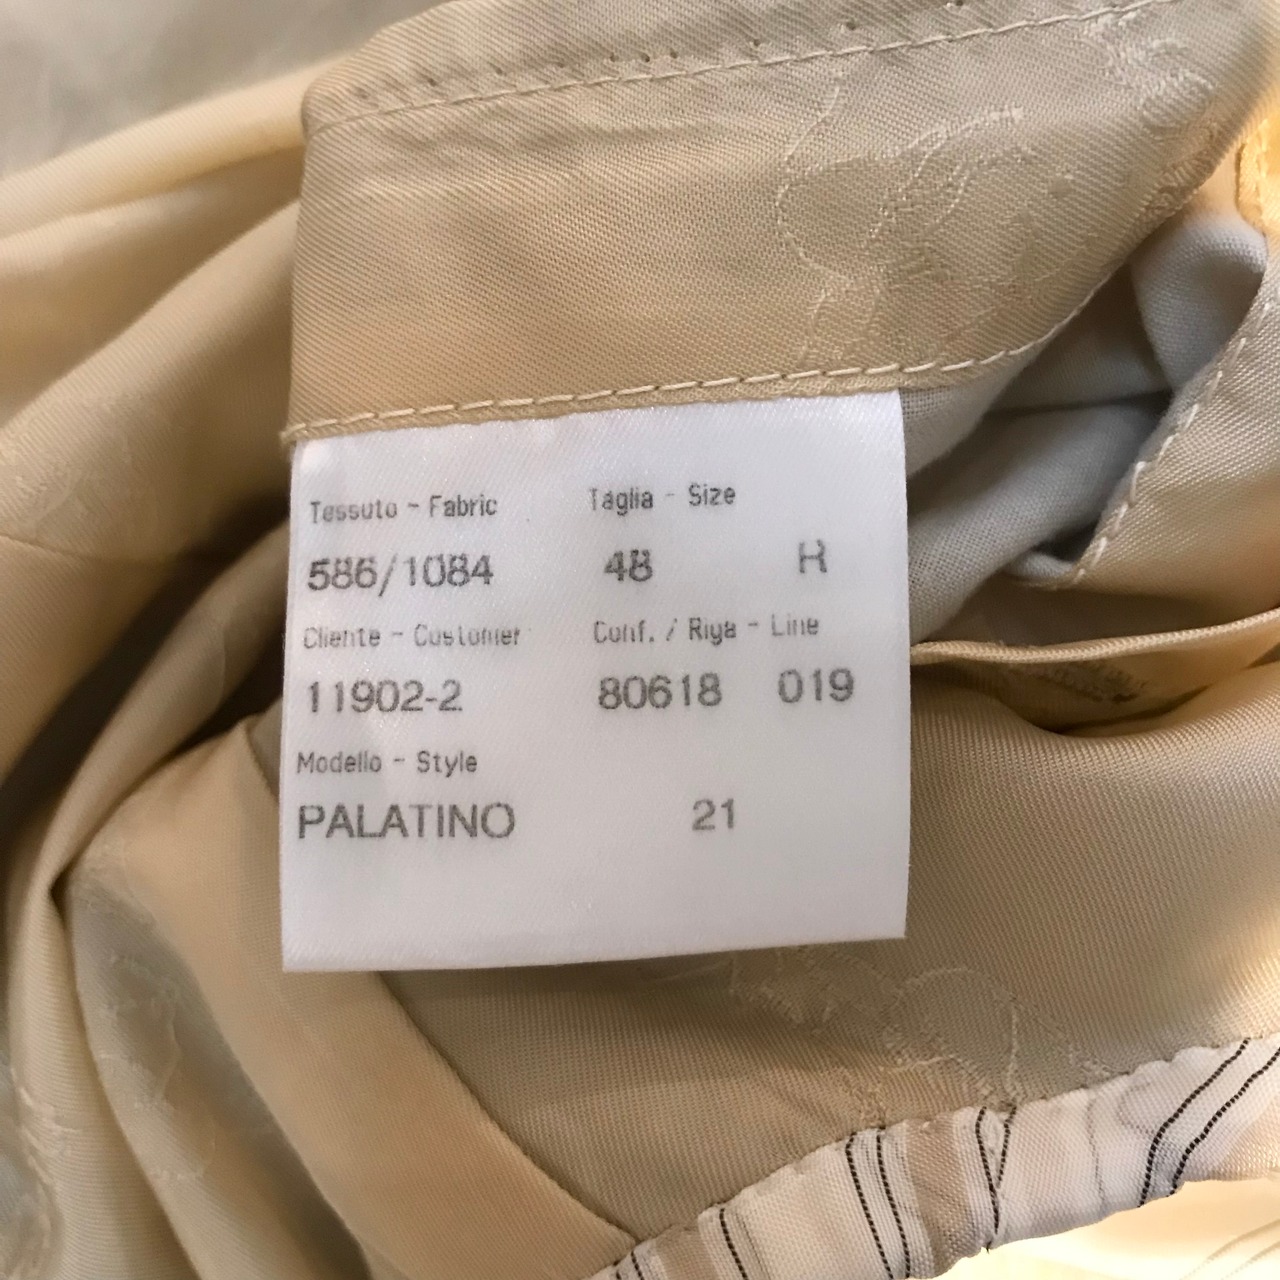 Tessuto - Fabric Taglia - Size
586/1084 48 R
Cliente - Customer Conf. / Riga - Line
11902-2 80618 019
Modello - Style
PALATINO 21